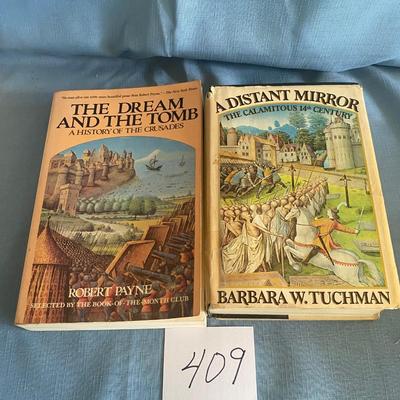 THE DREAM
AND THE TOMB
A HISTORY OF THE CRUSADES
ROBERT PAYNE
SELECTED BY THE BOOK-OF-THE-MONTH CLUB
A DISTANT MIRROR
THE CALAMITOUS 14th CENTURY
BARBARA W. TUCHMAN
409